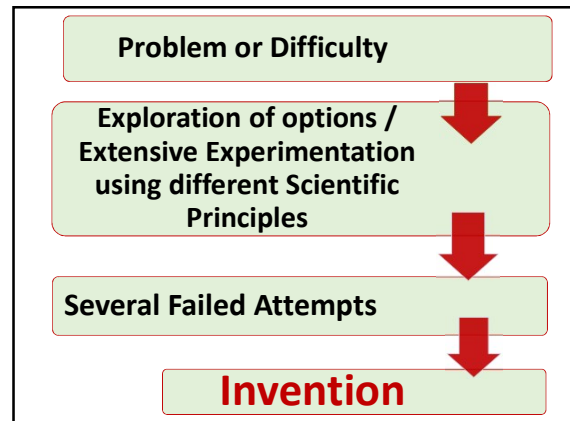 Problem or Difficulty
Exploration of options /
Extensive Experimentation
using different Scientific
Principles
Several Failed Attempts
Invention